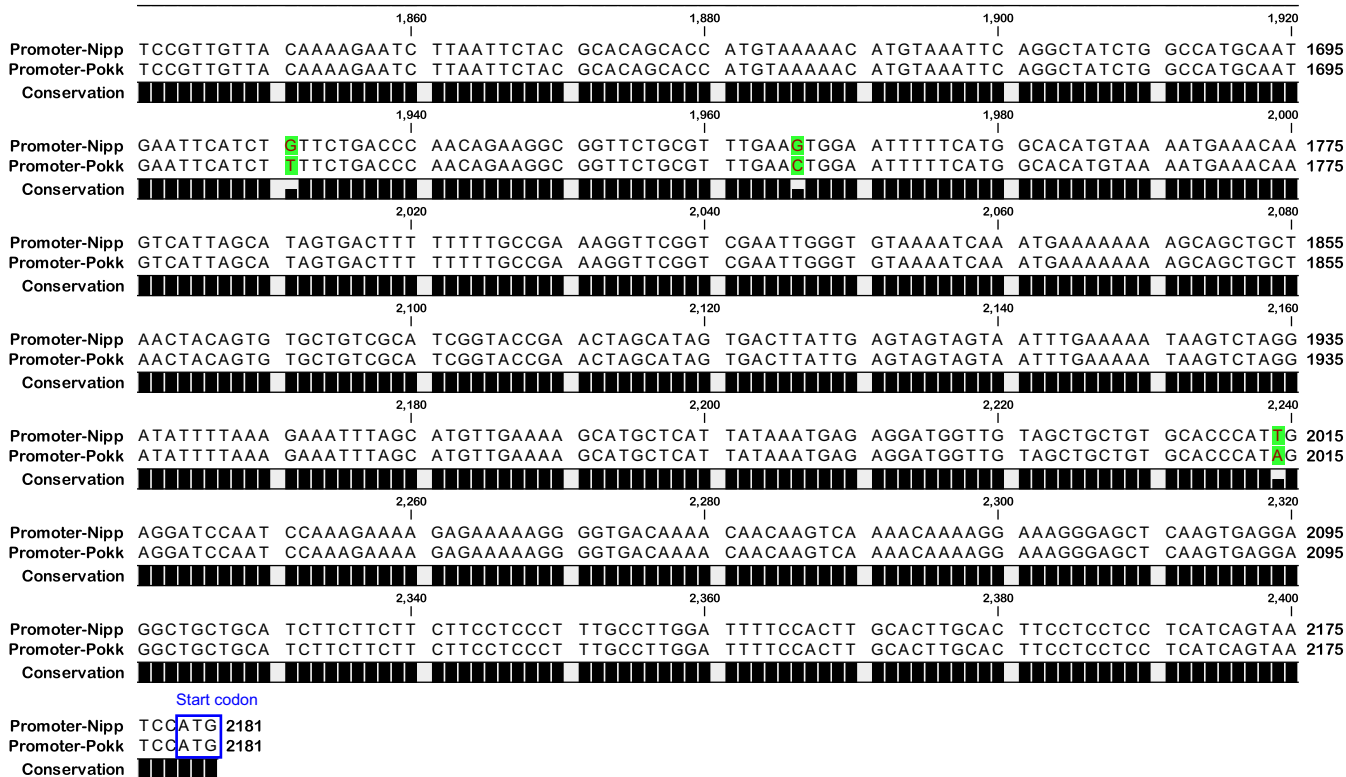 1,860 1,880 1,900 1,920
Promoter-Nipp TCCGTTGTTA CAAAAGAATC TTAATTCTAC GCACAGCACC ATGTAAAAAC ATGTAAATTC AGGCTATCTG GCCATGCAAT 1695
Promoter-Pokk TCCGTTGTTA CAAAAGAATC TTAATTCTAC GCACAGCACC ATGTAAAAAC ATGTAAATTC AGGCTATCTG GCCATGCAAT 1695
Conservation
1,940 1,960 2,000
Promoter-Nipp GAATTCATCT GTTCTGACCC AACAGAAGGC GGTTCTGCGT TTGAAGTGGA ATTTTTCATG GCACATGTAA AATGAAACAA 1775
Promoter-Pokk GAATTCATCT TTTCTGACCC AACAGAAGGC GGTTCTGCGT TTGAACTGGA ATTTTTCATG GCACATGTAA AATGAAACAA 1775
Conservation
2,020 2,040 2,060 2,080
Promoter-Nipp GTCATTAGCA TAGTGACTTT TTTTTGCCGA AAGGTTCGGT CGAATTGGGT GTAAAATCAA ATGAAAAAAA AGCAGCTGCT 1855
Promoter-Pokk GTCATTAGCA TAGTGACTTT TTTTTGCCGA AAGGTTCGGT CGAATTGGGT GTAAAATCAA ATGAAAAAAA AGCAGCTGCT 1855
Conservation
2,100 2,120 2,140 2,160
Promoter-Nipp AACTACAGTG TGCTGTCGCA TCGGTACCGA ACTAGCATAG TGACTTATTG AGTAGTAGTA ATTTGAAAAA TAAGTCTAGG 1935
Promoter-Pokk AACTACAGTG TGCTGTCGCA TCGGTACCGA ACTAGCATAG TGACTTATTG AGTAGTAGTA ATTTGAAAAA TAAGTCTAGG 1935
Conservation
2,180 2,200 2,220 2,240
Promoter-Nipp ATATTTTAAA GAAATTTAGC ATGTTGAAAA GCATGCTCAT TATAAATGAG AGGATGGTTG TAGCTGCTGT GCACCCATTG 2015
Promoter-Pokk ATATTTTAAA GAAATTTAGC ATGTTGAAAA GCATGCTCAT TATAAATGAG AGGATGGTTG TAGCTGCTGT GCACCCATAG 2015
Conservation
2,260 2,280 2,300 2,320
Promoter-Nipp AGGATCCAAT CCAAAGAAAA GAGAAAAAGG GGTGACAAAA CAACAAGTCA AAACAAAAGG AAAGGGAGCT CAAGTGAGGA 2095
Promoter-Pokk AGGATCCAAT CCAAAGAAAA GAGAAAAAGG GGTGACAAAA CAACAAGTCA AAACAAAAGG AAAGGGAGCT CAAGTGAGGA 2095
Conservation
2,340 2,360 2,380 2,400
Promoter-Nipp GGCTGCTGCA TCTTCTTCTT CTTCCTCCCT TTGCCTTGGA TTTTCCACTT GCACTTGCAC TTCCTCCTCC TCATCAGTAA 2175
Promoter-Pokk GGCTGCTGCA TCTTCTTCTT CTTCCTCCCT TTGCCTTGGA TTTTCCACTT GCACTTGCAC TTCCTCCTCC TCATCAGTAA 2175
Conservation
Start codon
Promoter-Nipp TCCATG 2181
Promoter-Pokk TCCATG 2181
Conservation